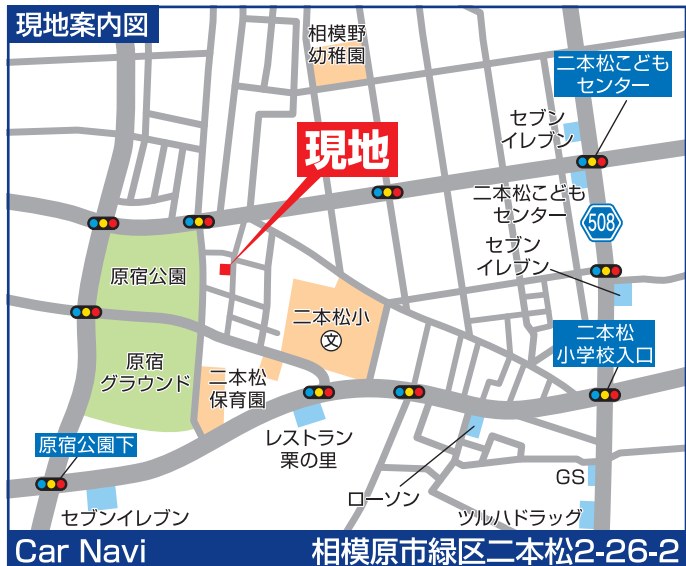 現地案内図
相模野
幼稚園
二本松こども
センター
セブン
イレブン
現地
二本松こども
センター
508
セブン
イレブン
原宿公園
二本松小
文
二本松
小学校入口
原宿
グラウンド
二本松
保育園
レストラン
栗の里
原宿公園下
ローソン
GS
セブンイレブン
ツルハドラッグ
Car Navi
相模原市緑区二本松2-26-2